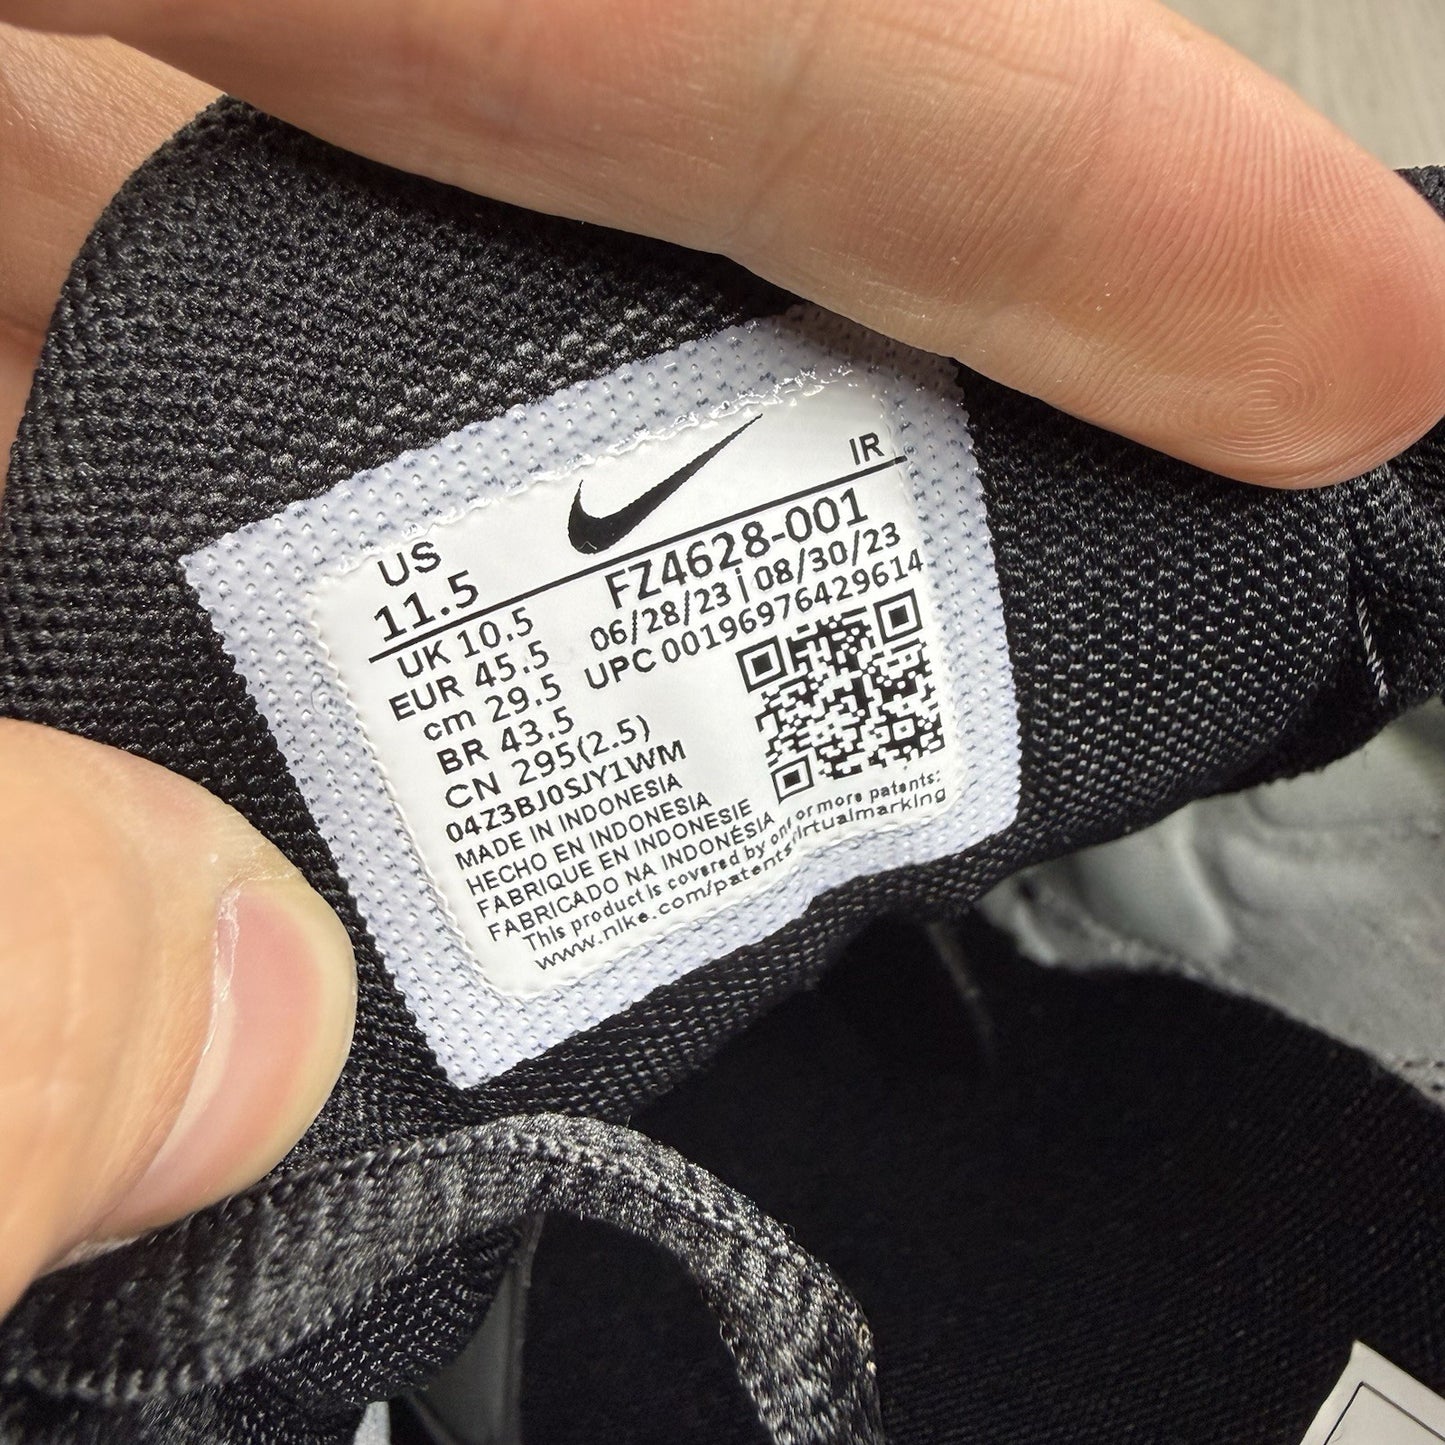 US
11.5
IR
FZ4628-001
06/28/23 | 08/30/23
UPC 00196976429614
UK 10.5
EUR 45.5
cm 29.5
BR 43.5
CN 295(2.5)
04Z3BJ0SJY1WM
MADE IN INDONESIA
HECHO EN INDONESIA
FABRIQUE EN INDONESIE
FABRICADO NA INDONÉSIA
This product is covered by one or more patents:
www.nike.com/patents virtualmarking